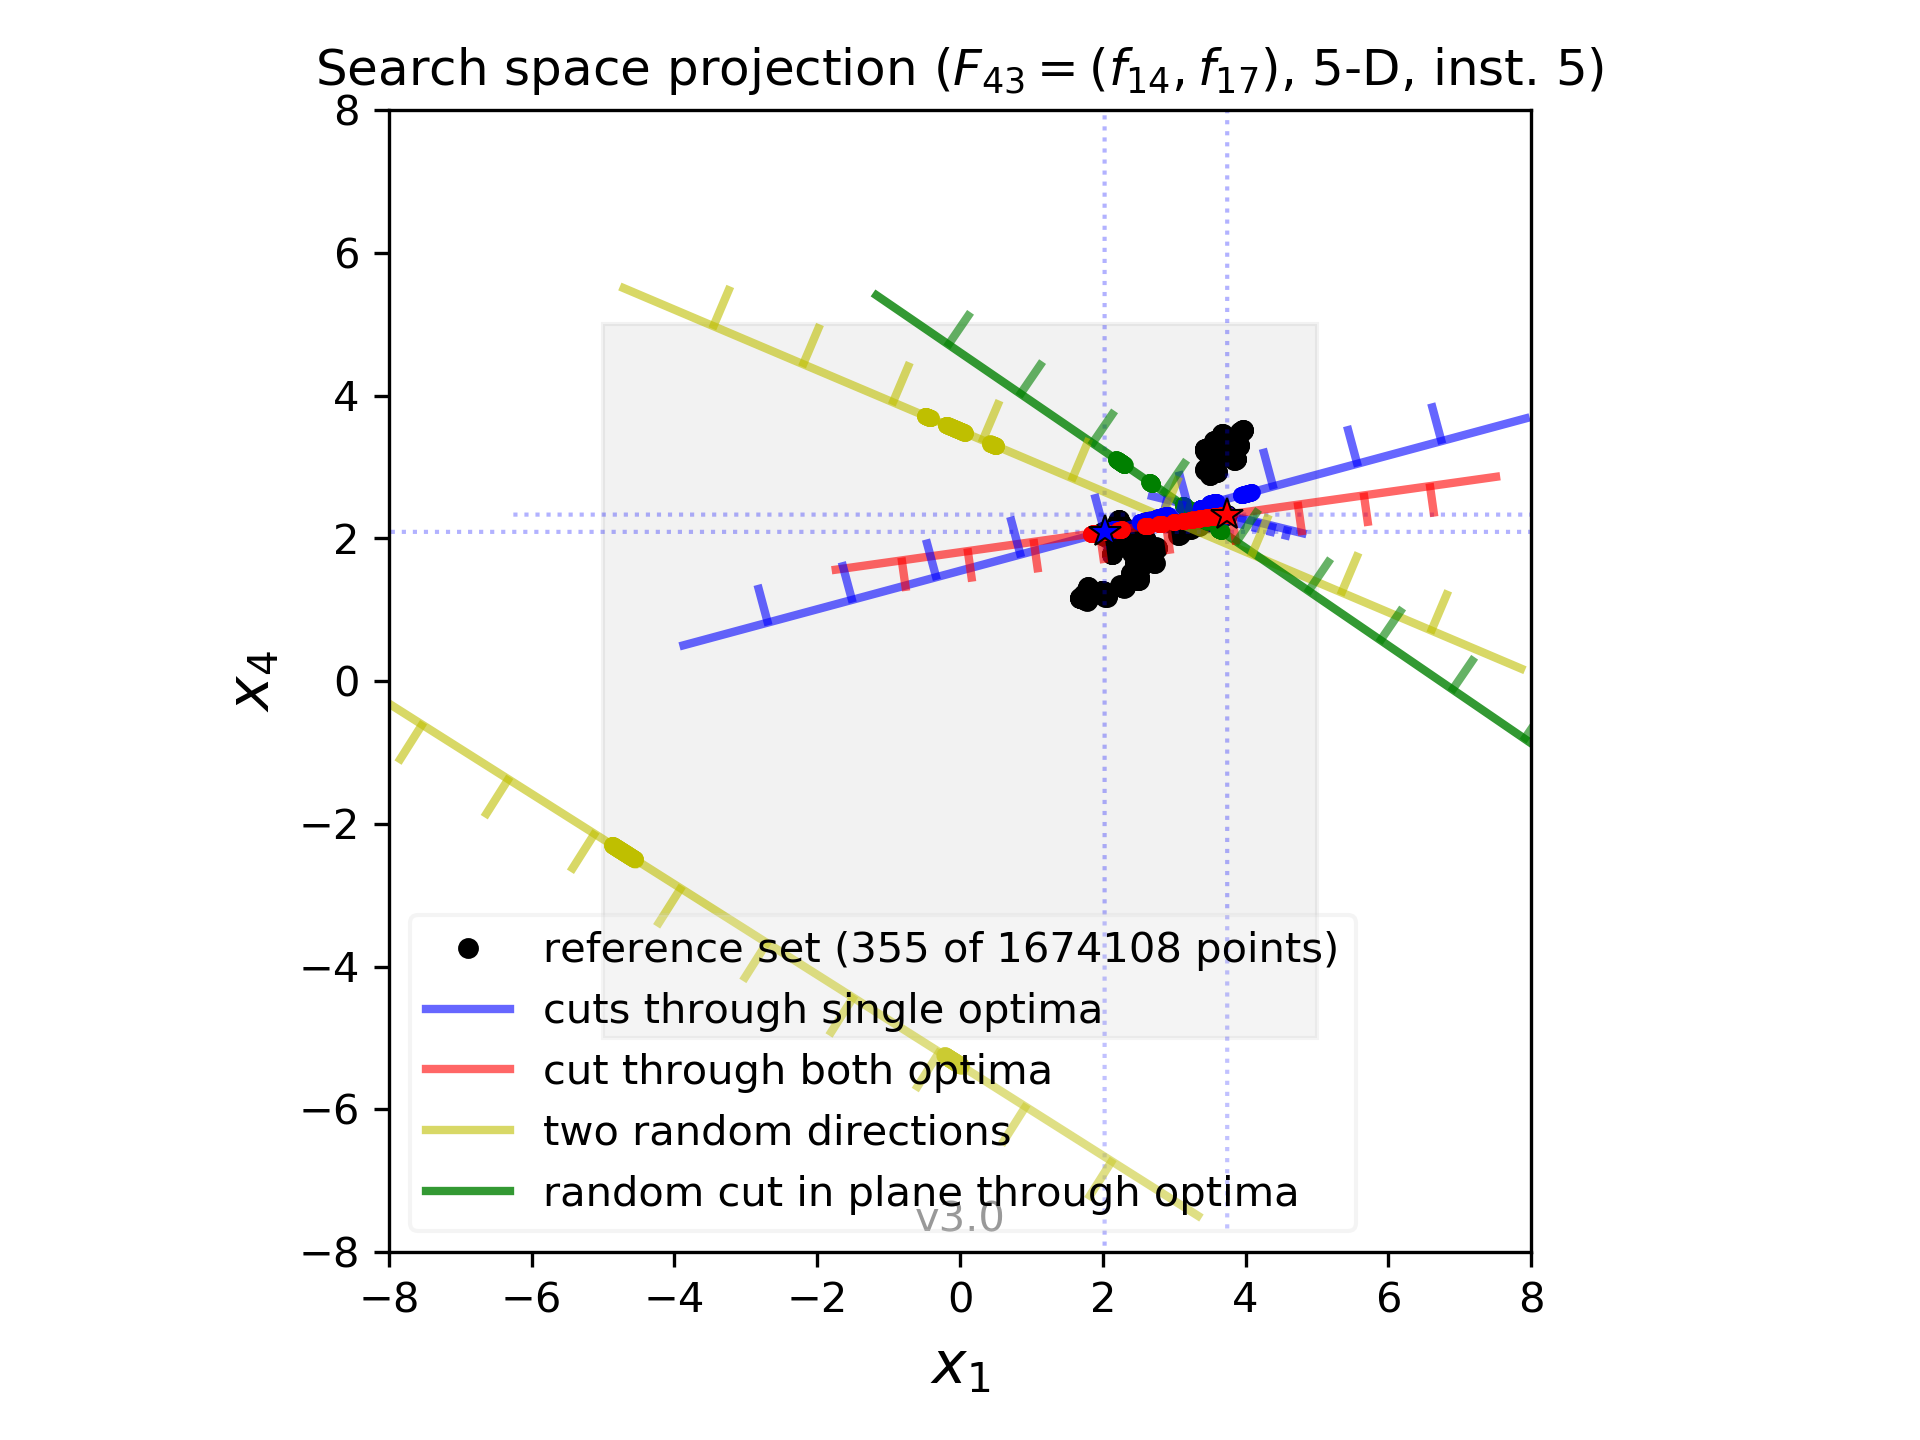 Search space projection (F43 = (f14, f17), 5-D, inst. 5)
8
6
4
2
0
−2
−4
−6
−8
x4
reference set (355 of 1674108 points)
cuts through single optima
cut through both optima
two random directions
random cut in plane through optima
v3.0
−8 −6 −4 −2 0 2 4 6 8
x1